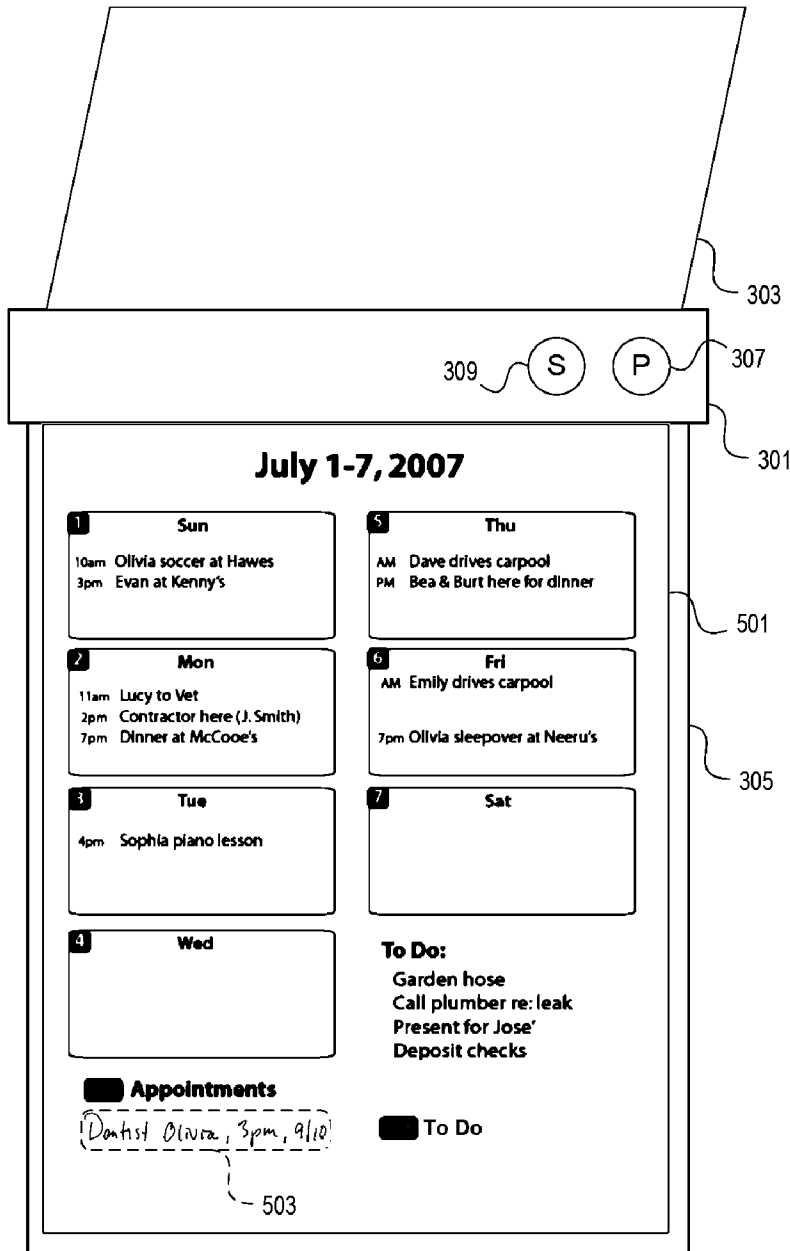 303
309
S
P
307
301
July 1-7, 2007
1
Sun
10am Olivia soccer at Hawes
3pm Evan at Kenny's
5
Thu
AM Dave drives carpool
PM Bea & Burt here for dinner
501
2
Mon
11am Lucy to Vet
2pm Contractor here (J. Smith)
7pm Dinner at McCooe's
6
Fri
AM Emily drives carpool
7pm Olivia sleepover at Neeru's
305
3
Tue
4pm Sophia piano lesson
7
Sat
4
Wed
To Do:
Garden hose
Call plumber re: leak
Present for Jose'
Deposit checks
Appointments
Dentist Olivia, 3pm, 9/10
To Do
503